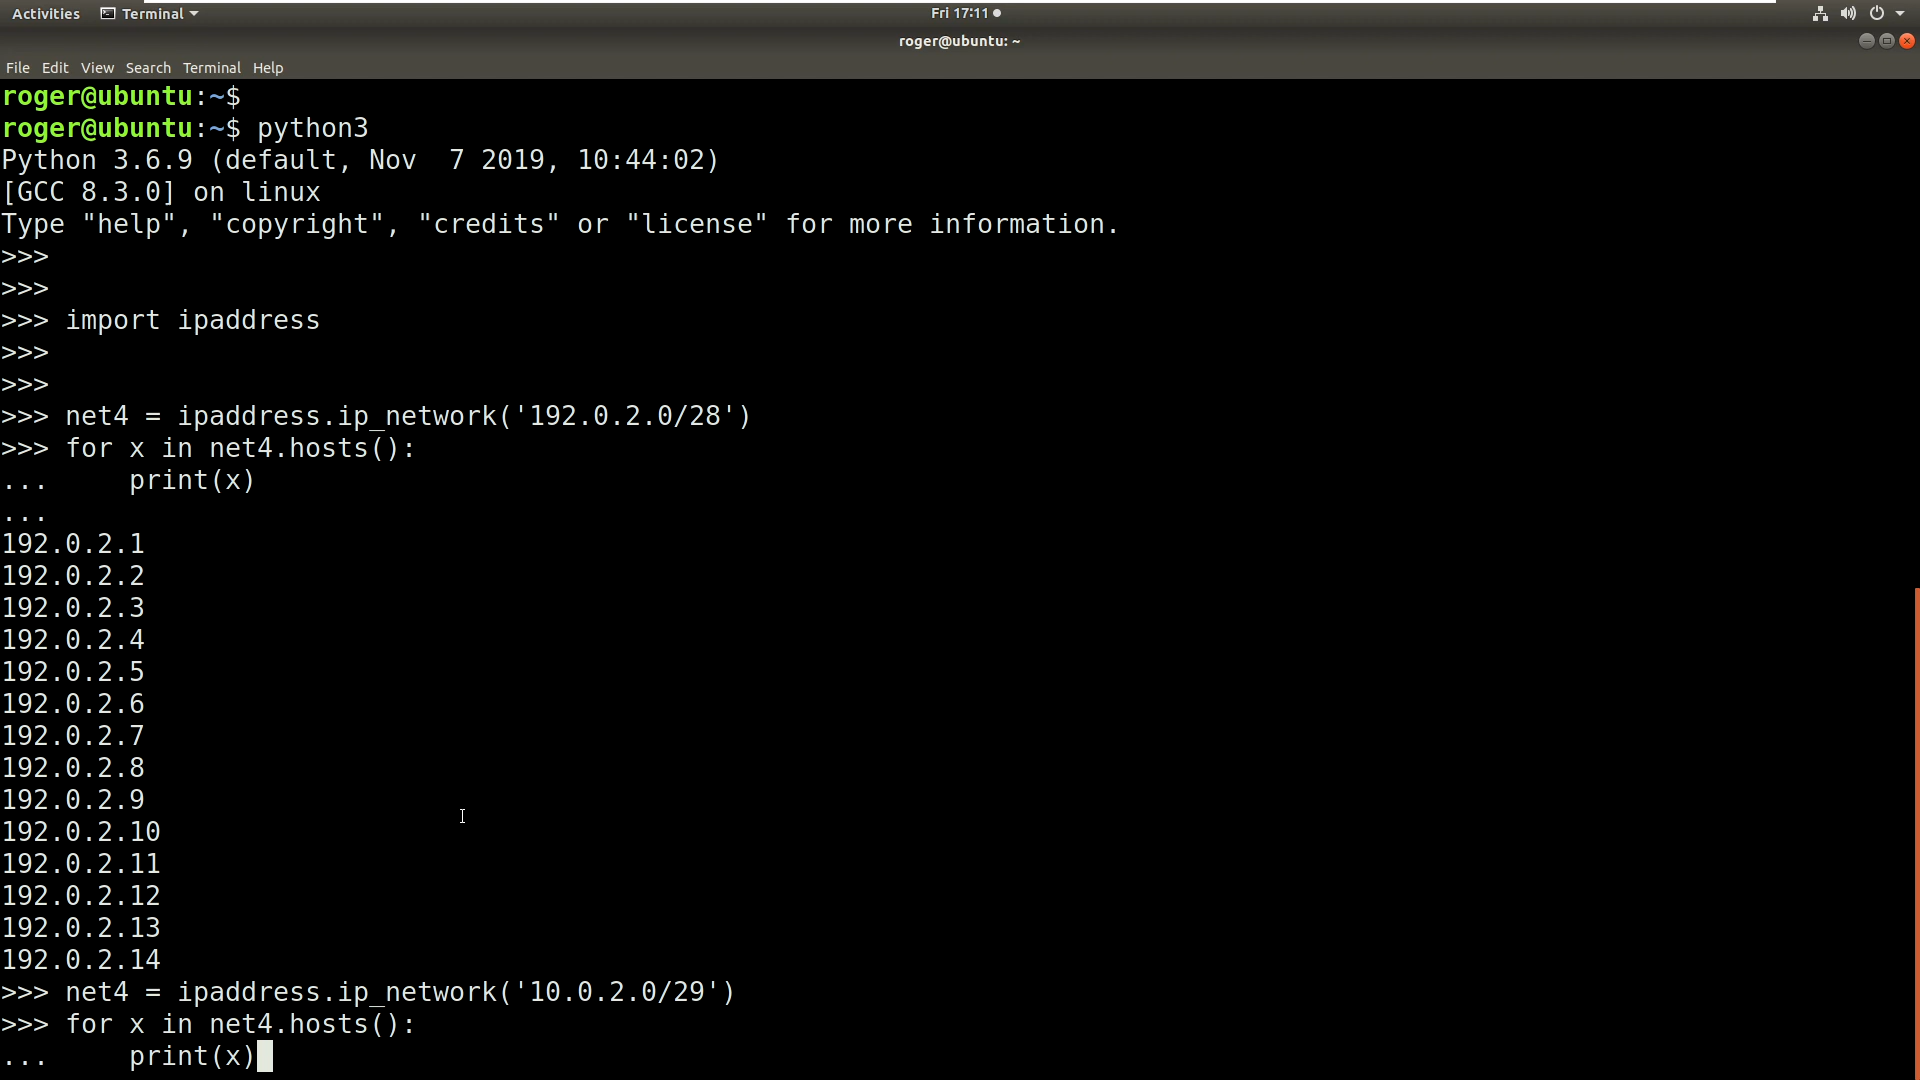 Activities Terminal Fri 17:11
roger@ubuntu: ~
File Edit View Search Terminal Help
roger@ubuntu:~$
roger@ubuntu:~$ python3
Python 3.6.9 (default, Nov  7 2019, 10:44:02)
[GCC 8.3.0] on linux
Type "help", "copyright", "credits" or "license" for more information.
>>>
>>>
>>> import ipaddress
>>>
>>>
>>> net4 = ipaddress.ip_network('192.0.2.0/28')
>>> for x in net4.hosts():
...     print(x)
...
192.0.2.1
192.0.2.2
192.0.2.3
192.0.2.4
192.0.2.5
192.0.2.6
192.0.2.7
192.0.2.8
192.0.2.9
192.0.2.10
192.0.2.11
192.0.2.12
192.0.2.13
192.0.2.14
>>> net4 = ipaddress.ip_network('10.0.2.0/29')
>>> for x in net4.hosts():
...     print(x)